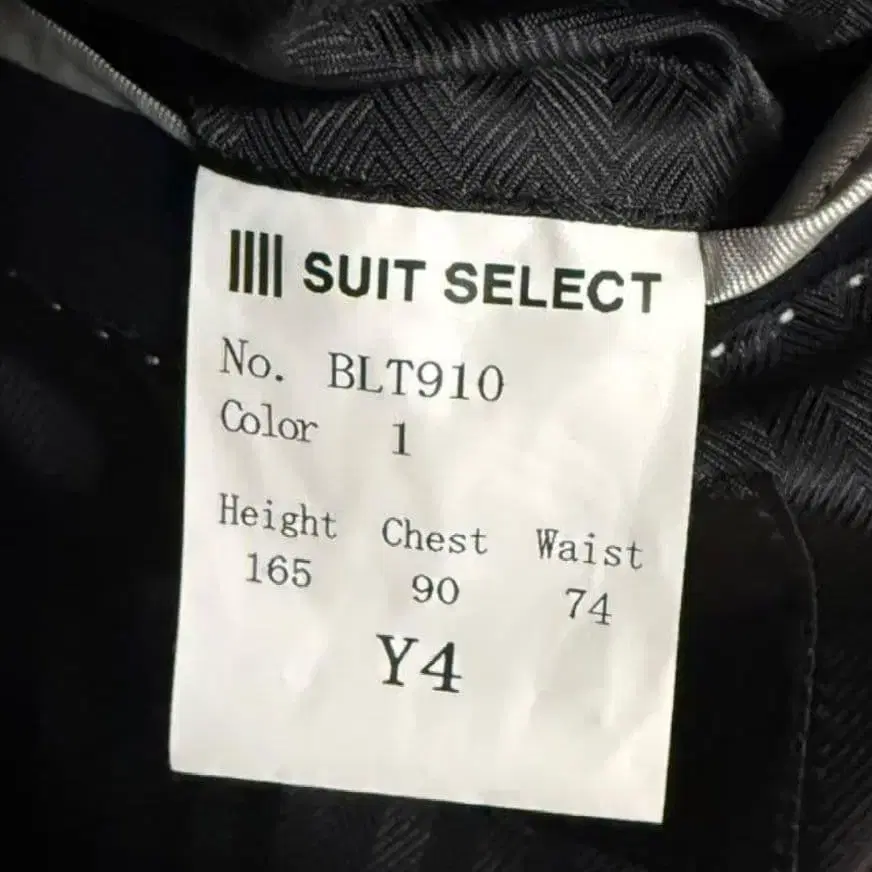 SUIT SELECT
No. BLT910
Color 1
Height Chest Waist
165 90 74
Y4